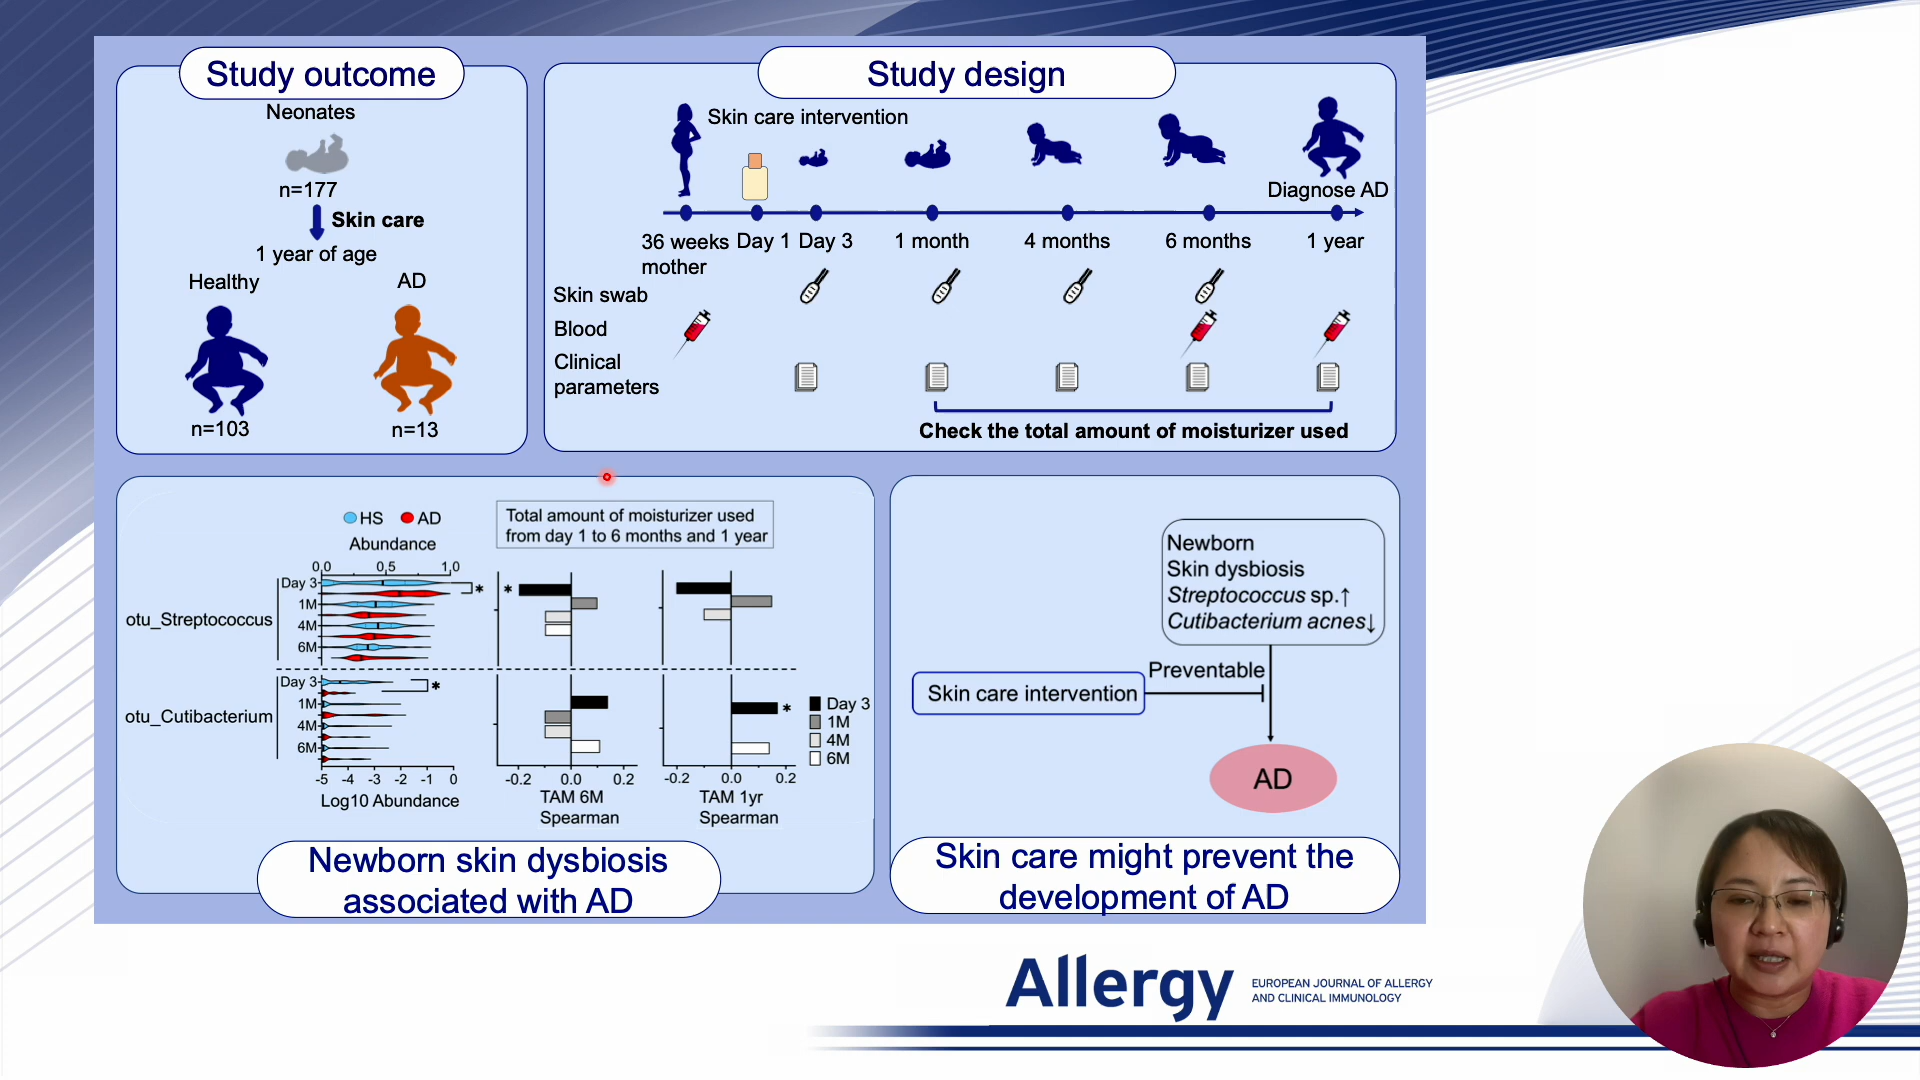 Study outcome
Neonates
n=177
Skin care
1 year of age
Healthy
AD
n=103
n=13
Study design
Skin care intervention
Diagnose AD
36 weeks
mother
Day 1
Day 3
1 month
4 months
6 months
1 year
Skin swab
Blood
Clinical
parameters
Check the total amount of moisturizer used
HS
AD
Abundance
0,0
0,5
1,0
otu_Streptococcus
Day 3
1M
4M
6M
*
otu_Cutibacterium
Day 3
1M
4M
6M
*
-5 -4 -3 -2 -1 0
Log10 Abundance
Total amount of moisturizer used
from day 1 to 6 months and 1 year
*
-0.2 0.0 0.2
TAM 6M
Spearman
*
-0.2 0.0 0.2
TAM 1yr
Spearman
Day 3
1M
4M
6M
Newborn skin dysbiosis
associated with AD
Newborn
Skin dysbiosis
Streptococcus sp.↑
Cutibacterium acnes↓
Preventable
Skin care intervention
AD
Skin care might prevent the
development of AD
Allergy
EUROPEAN JOURNAL OF ALLERGY
AND CLINICAL IMMUNOLOGY